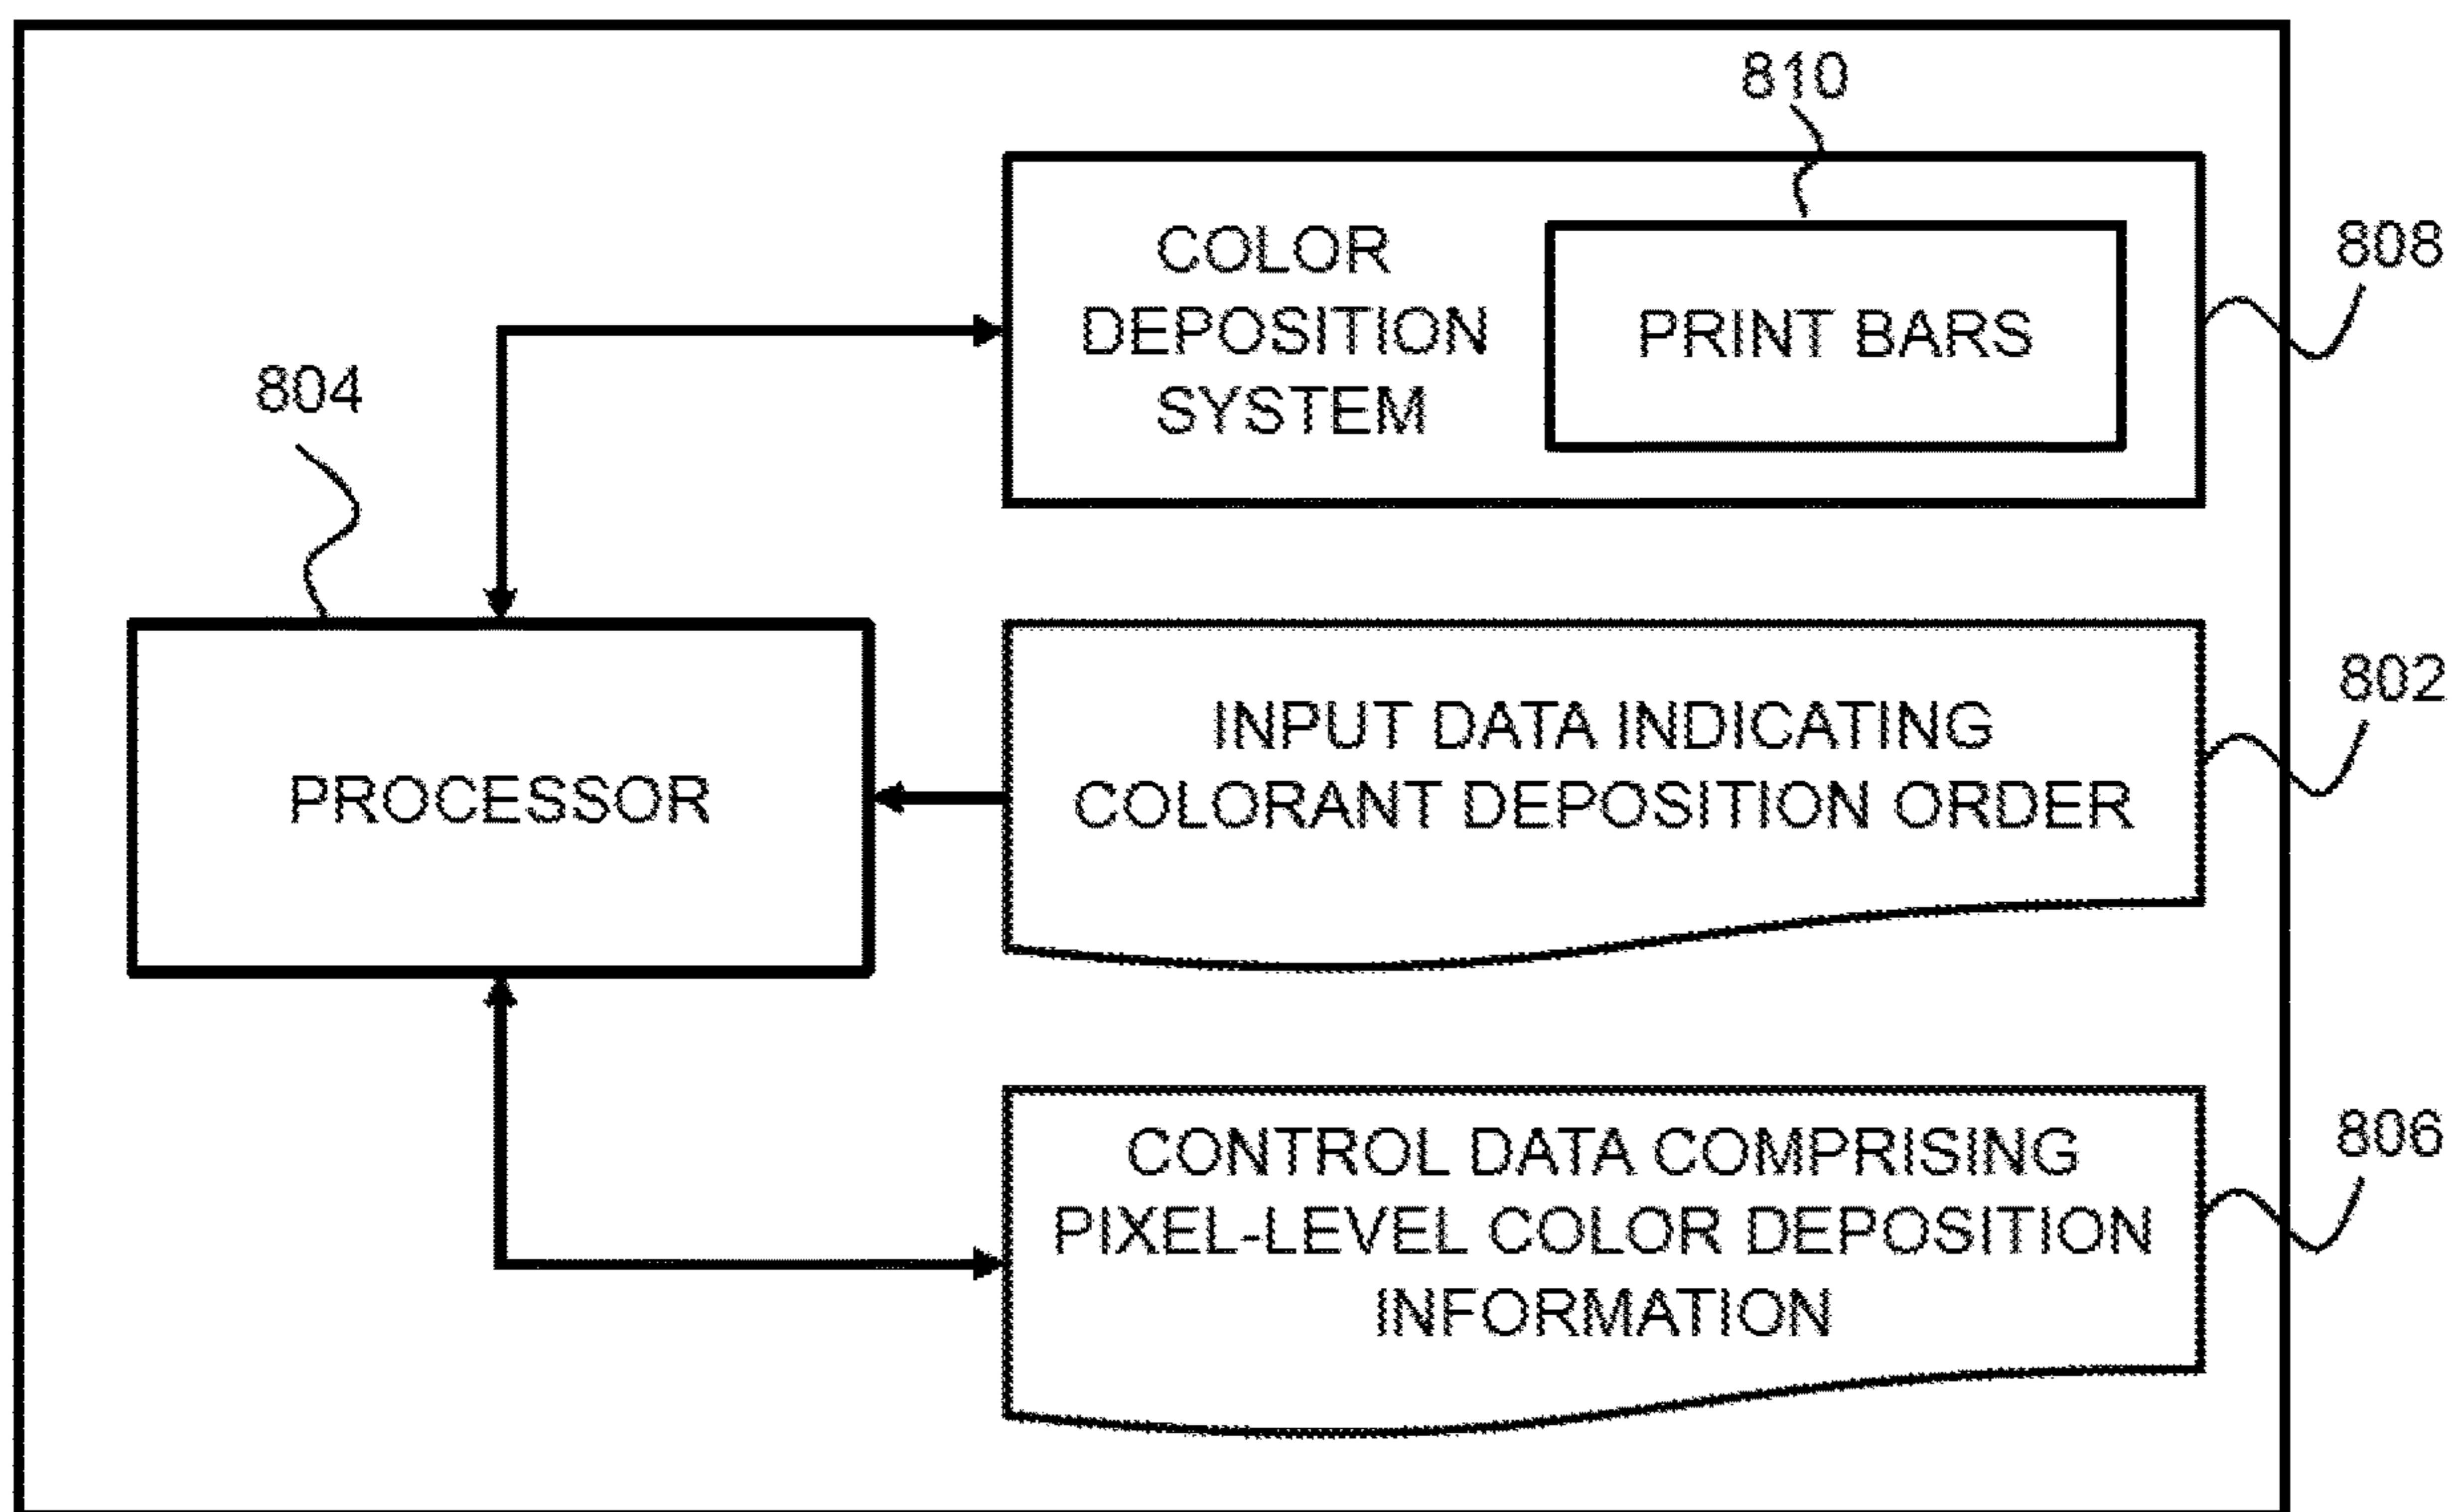 810
COLOR
DEPOSITION
SYSTEM
PRINT BARS
808
804
PROCESSOR
INPUT DATA INDICATING
COLORANT DEPOSITION ORDER
802
CONTROL DATA COMPRISING
PIXEL-LEVEL COLOR DEPOSITION
INFORMATION
806